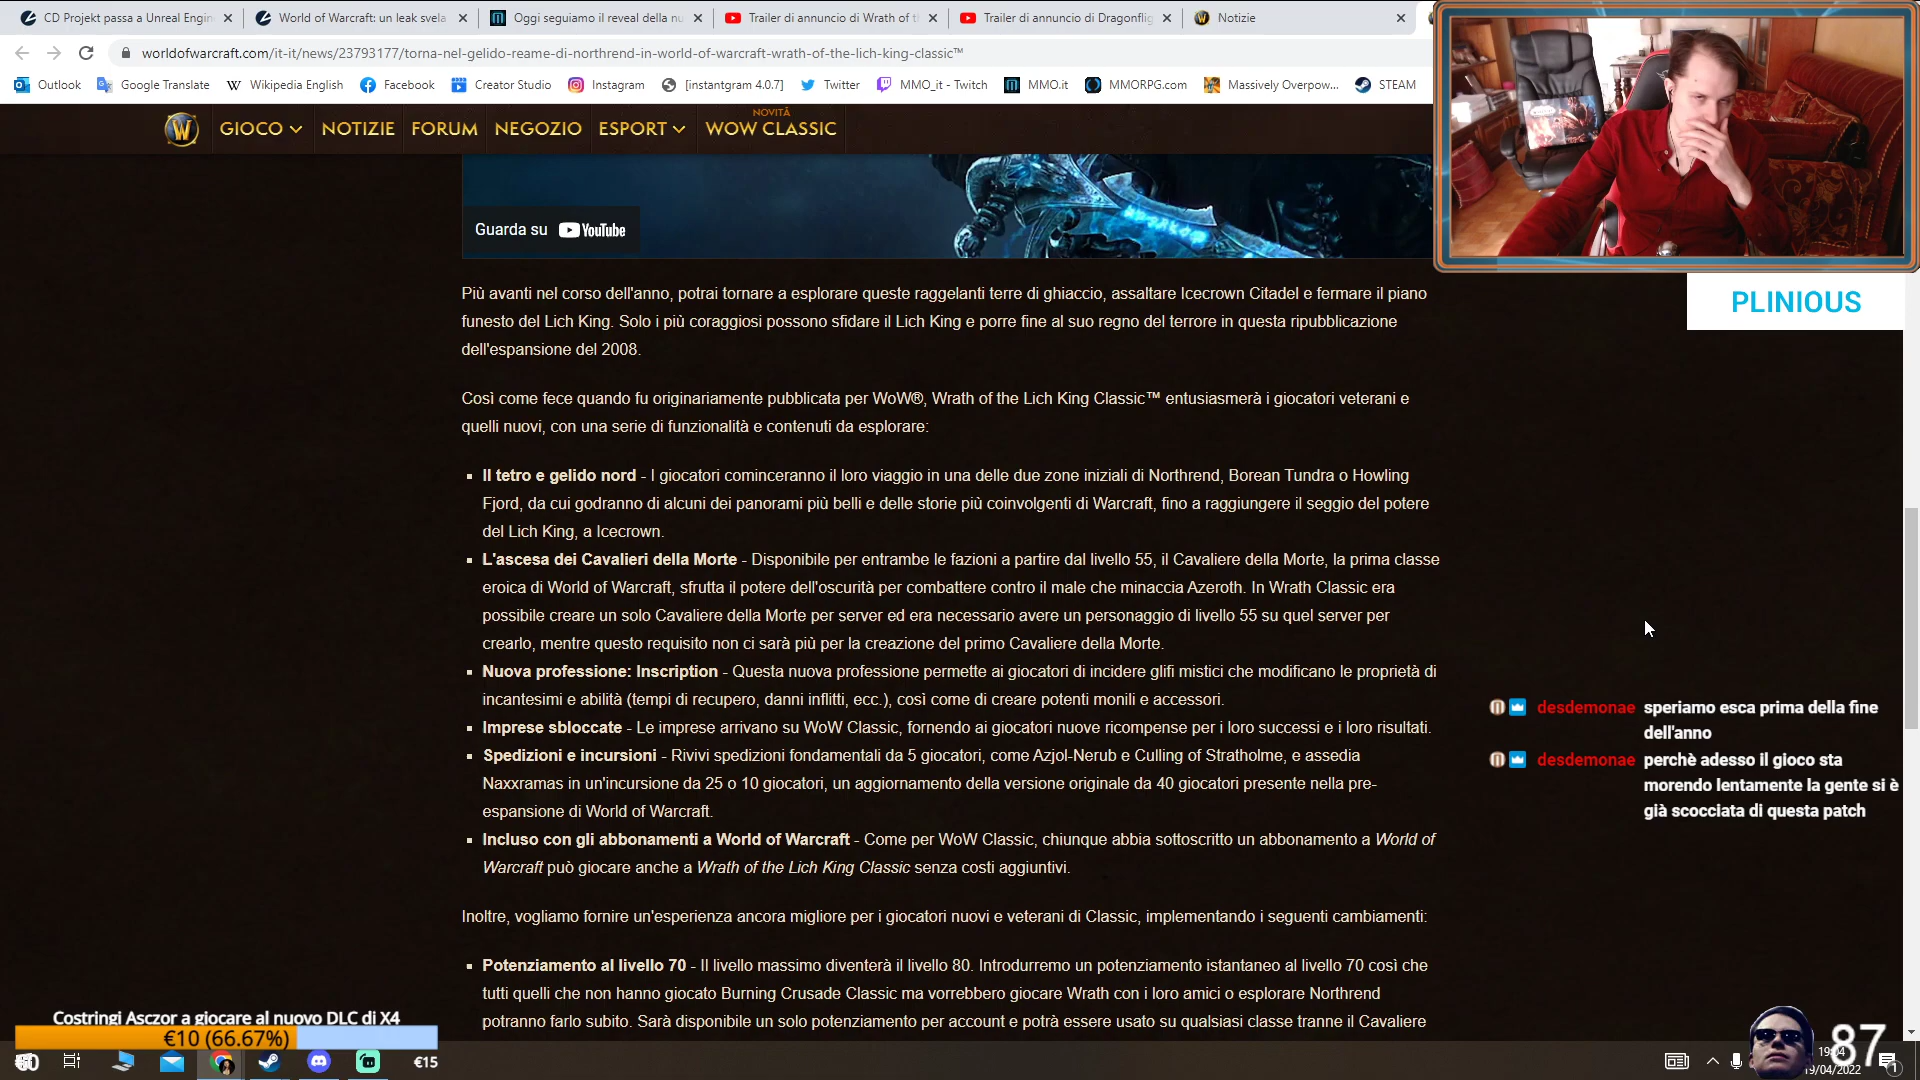 CD Projekt passa a Unreal Engin
World of Warcraft: un leak svela
Oggi seguiamo il reveal della nu
Trailer di annuncio di Wrath of t
Trailer di annuncio di Dragonflig
Notizie
worldofwarcraft.com/it-it/news/23793177/torna-nel-gelido-reame-di-northrend-in-world-of-warcraft-wrath-of-the-lich-king-classic™
Outlook
Google Translate
Wikipedia English
Facebook
Creator Studio
Instagram
[instantgram 4.0.7]
Twitter
MMO_it - Twitch
MMO.it
MMORPG.com
Massively Overpow...
STEAM
GIOCO
NOTIZIE
FORUM
NEGOZIO
ESPORT
NOVITÀ
WOW CLASSIC
Guarda su YouTube
PLINIOUS
Più avanti nel corso dell'anno, potrai tornare a esplorare queste raggelanti terre di ghiaccio, assaltare Icecrown Citadel e fermare il piano
funesto del Lich King. Solo i più coraggiosi possono sfidare il Lich King e porre fine al suo regno del terrore in questa ripubblicazione
dell'espansione del 2008.
Così come fece quando fu originariamente pubblicata per WoW®, Wrath of the Lich King Classic™ entusiasmerà i giocatori veterani e
quelli nuovi, con una serie di funzionalità e contenuti da esplorare:
Il tetro e gelido nord - I giocatori cominceranno il loro viaggio in una delle due zone iniziali di Northrend, Borean Tundra o Howling
Fjord, da cui godranno di alcuni dei panorami più belli e delle storie più coinvolgenti di Warcraft, fino a raggiungere il seggio del potere
del Lich King, a Icecrown.
L'ascesa dei Cavalieri della Morte - Disponibile per entrambe le fazioni a partire dal livello 55, il Cavaliere della Morte, la prima classe
eroica di World of Warcraft, sfrutta il potere dell'oscurità per combattere contro il male che minaccia Azeroth. In Wrath Classic era
possibile creare un solo Cavaliere della Morte per server ed era necessario avere un personaggio di livello 55 su quel server per
crearlo, mentre questo requisito non ci sarà più per la creazione del primo Cavaliere della Morte.
Nuova professione: Inscription - Questa nuova professione permette ai giocatori di incidere glifi mistici che modificano le proprietà di
incantesimi e abilità (tempi di recupero, danni inflitti, ecc.), così come di creare potenti monili e accessori.
Imprese sbloccate - Le imprese arrivano su WoW Classic, fornendo ai giocatori nuove ricompense per i loro successi e i loro risultati.
Spedizioni e incursioni - Rivivi spedizioni fondamentali da 5 giocatori, come Azjol-Nerub e Culling of Stratholme, e assedia
Naxxramas in un'incursione da 25 o 10 giocatori, un aggiornamento della versione originale da 40 giocatori presente nella pre-
espansione di World of Warcraft.
Incluso con gli abbonamenti a World of Warcraft - Come per WoW Classic, chiunque abbia sottoscritto un abbonamento a World of
Warcraft può giocare anche a Wrath of the Lich King Classic senza costi aggiuntivi.
Inoltre, vogliamo fornire un'esperienza ancora migliore per i giocatori nuovi e veterani di Classic, implementando i seguenti cambiamenti:
Potenziamento al livello 70 - Il livello massimo diventerà il livello 80. Introdurremo un potenziamento istantaneo al livello 70 così che
tutti quelli che non hanno giocato Burning Crusade Classic ma vorrebbero giocare Wrath con i loro amici o esplorare Northrend
potranno farlo subito. Sarà disponibile un solo potenziamento per account e potrà essere usato su qualsiasi classe tranne il Cavaliere
desdemonae speriamo esca prima della fine
dell'anno
desdemonae perchè adesso il gioco sta
morendo lentamente la gente si è
già scocciata di questa patch
Costringi Asczor a giocare al nuovo DLC di X4
€10 (66.67%)
€15
87
19/04/2022